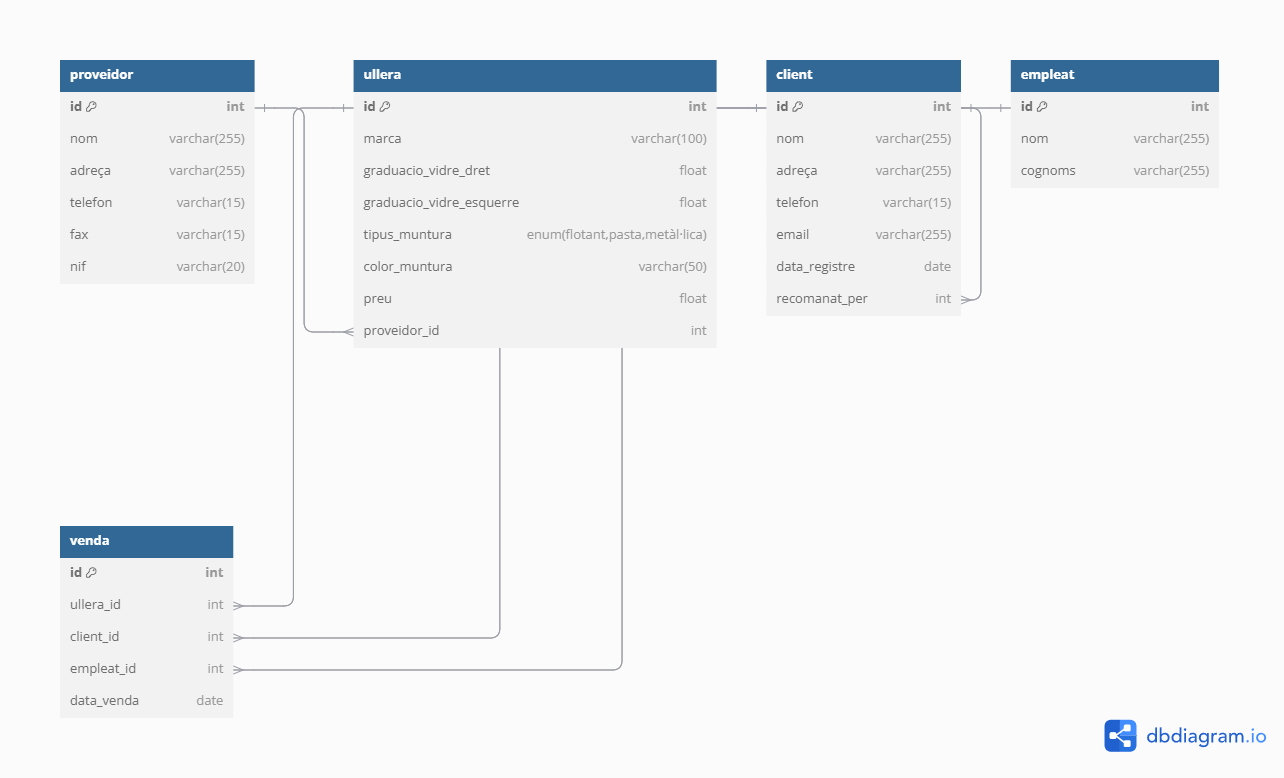 proveidor
id int
nom varchar(255)
adreça varchar(255)
telefon varchar(15)
fax varchar(15)
nif varchar(20)
ullera
id int
marca varchar(100)
graduacio_vidre_dret float
graduacio_vidre_esquerre float
tipus_muntura enum(flotant,pasta,metàl·lica)
color_muntura varchar(50)
preu float
proveidor_id int
client
id int
nom varchar(255)
adreça varchar(255)
telefon varchar(15)
email varchar(255)
data_registre date
recomanat_per int
empleat
id int
nom varchar(255)
cognoms varchar(255)
venda
id int
ullera_id int
client_id int
empleat_id int
data_venda date
dbdiagram.io